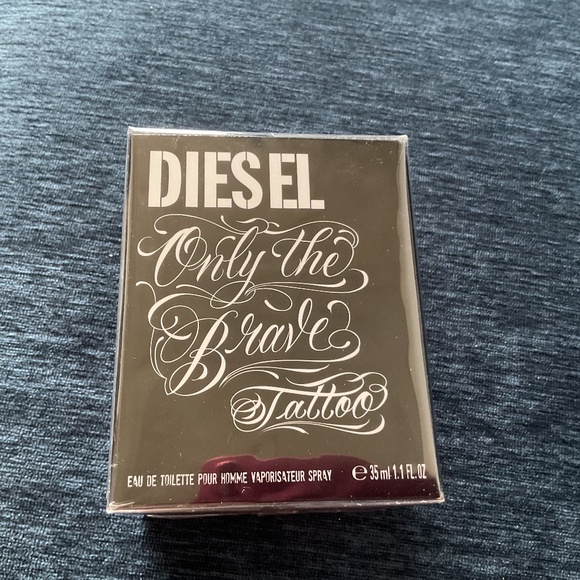 DIESEL
Only the
Brave
Tattoo
EAU DE TOILETTE POUR HOMME VAPORISATEUR SPRAY ℮ 35 ml 1.1 FL.OZ